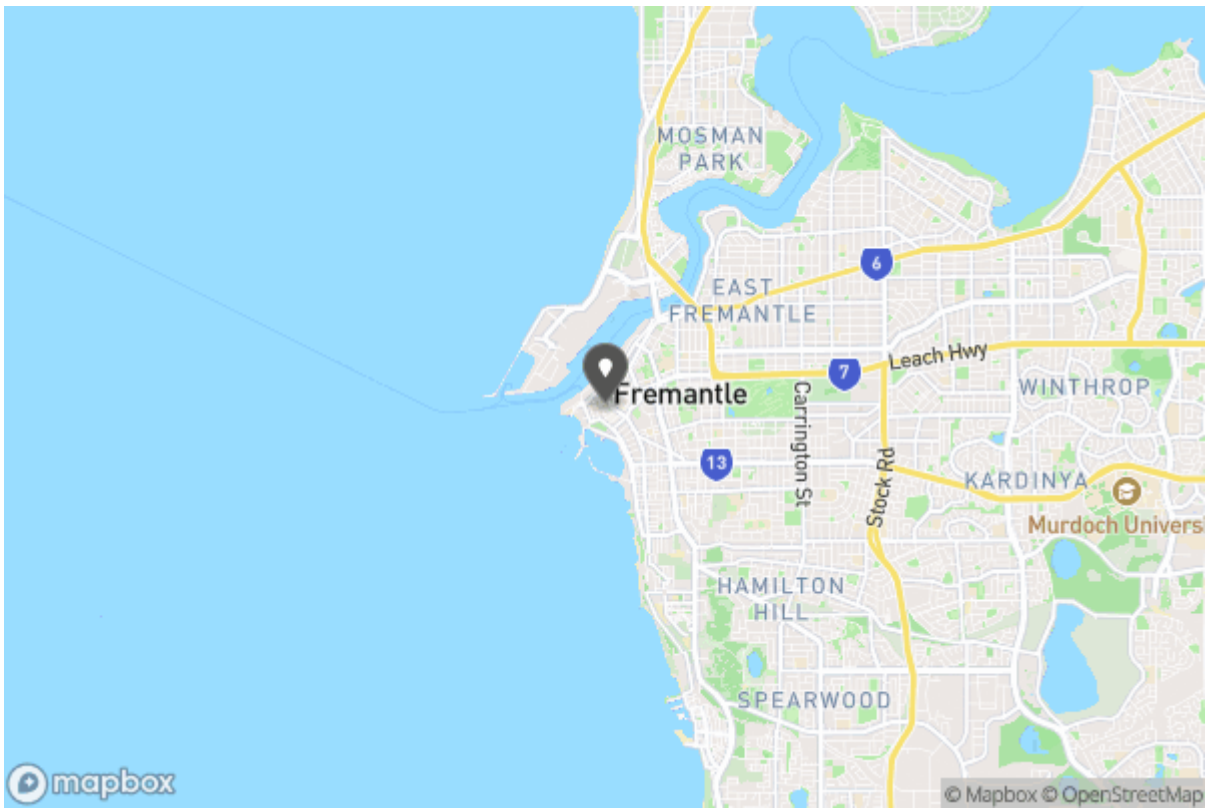 MOSMAN
PARK
6
EAST
FREMANTLE
Leach Hwy
7
Fremantle
Carrington St
WINTHROP
13
Stock Rd
KARDINYA
Murdoch Universi
HAMILTON
HILL
SPEARWOOD
mapbox
© Mapbox © OpenStreetMap